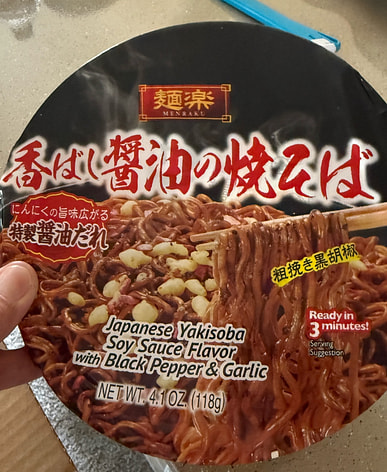 麺楽
MENRAKU
香ばし醤油の焼そば
にんにくの旨味広がる
特製醤油だれ
粗挽き黒胡椒
Ready in
3 minutes!
Serving
Suggestion
Japanese Yakisoba
Soy Sauce Flavor
with Black Pepper & Garlic
NET WT. 4.1 OZ. (118g)